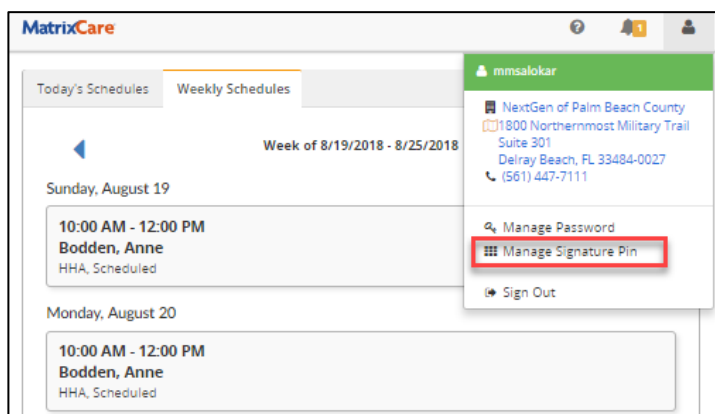 MatrixCare
1
Today's Schedules
Weekly Schedules
Week of 8/19/2018 - 8/25/2018
Sunday, August 19
10:00 AM - 12:00 PM
Bodden, Anne
HHA, Scheduled
Monday, August 20
10:00 AM - 12:00 PM
Bodden, Anne
HHA, Scheduled
mmsalokar
NextGen of Palm Beach County
1800 Northernmost Military Trail
Suite 301
Delray Beach, FL 33484-0027
(561) 447-7111
Manage Password
Manage Signature Pin
Sign Out